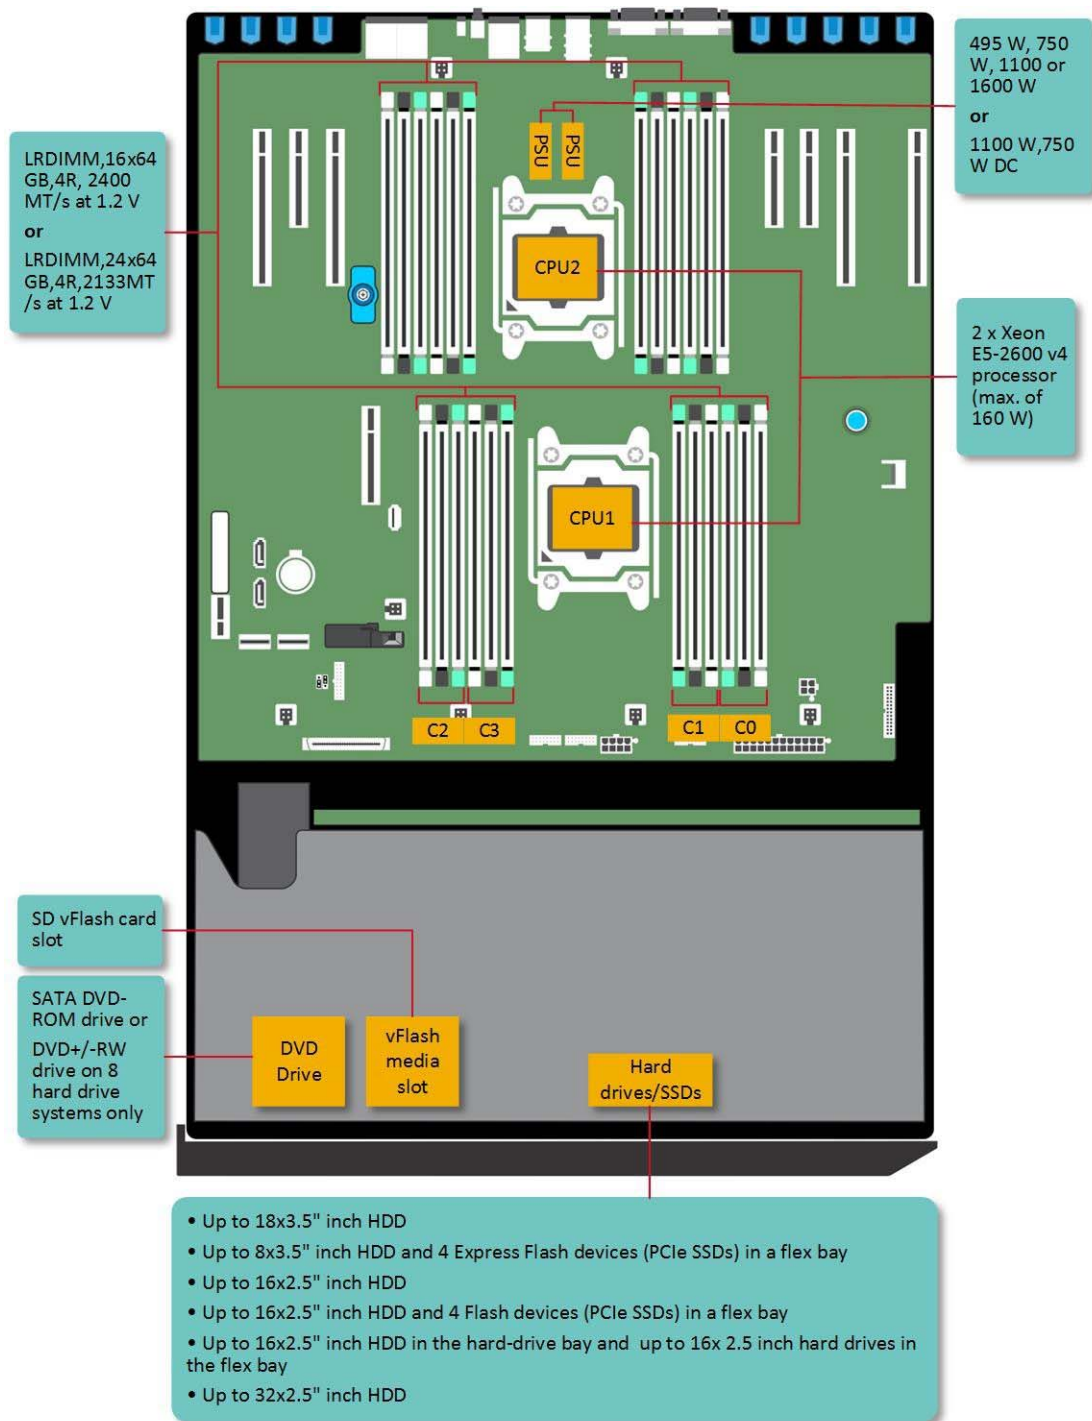 495 W, 750
W, 1100 or
1600 W
or
1100 W,750
W DC
LRDIMM,16x64
GB,4R, 2400
MT/s at 1.2 V
or
LRDIMM,24x64
GB,4R,2133MT
/s at 1.2 V
PSU
PSU
CPU2
2 x Xeon
E5-2600 v4
processor
(max. of
160 W)
CPU1
C2
C3
C1
C0
SD vFlash card
slot
SATA DVD-
ROM drive or
DVD+/-RW
drive on 8
hard drive
systems only
DVD
Drive
vFlash
media
slot
Hard
drives/SSDs
• Up to 18x3.5" inch HDD
• Up to 8x3.5" inch HDD and 4 Express Flash devices (PCIe SSDs) in a flex bay
• Up to 16x2.5" inch HDD
• Up to 16x2.5" inch HDD and 4 Flash devices (PCIe SSDs) in a flex bay
• Up to 16x2.5" inch HDD in the hard-drive bay and  up to 16x 2.5 inch hard drives in
the flex bay
• Up to 32x2.5" inch HDD